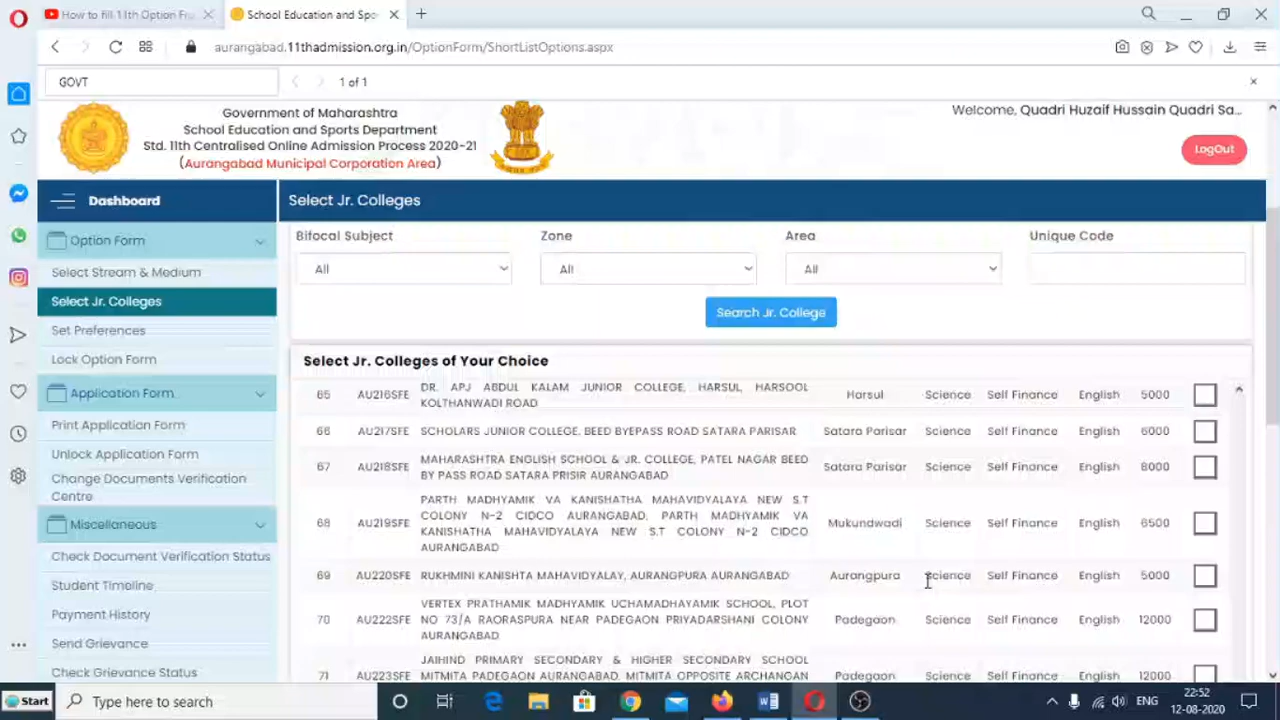 How to fill 11th Option Fr
School Education and Spo
aurangabad.11thadmission.org.in/OptionForm/ShortListOptions.aspx
GOVT
1 of 1
Government of Maharashtra
School Education and Sports Department
Std. 11th Centralised Online Admission Process 2020-21
(Aurangabad Municipal Corporation Area)
Welcome, Quadri Huzaif Hussain Quadri Sa...
LogOut
Dashboard
Option Form
Select Stream & Medium
Select Jr. Colleges
Set Preferences
Lock Option Form
Application Form
Print Application Form
Unlock Application Form
Change Documents Verification
Centre
Miscellaneous
Check Document Verification Status
Student Timeline
Payment History
Send Grievance
Check Grievance Status
Select Jr. Colleges
Bifocal Subject Zone Area Unique Code
All All All
Search Jr. College
Select Jr. Colleges of Your Choice
65 AU216SFE DR. APJ ABDUL KALAM JUNIOR COLLEGE, HARSUL, HARSOOL Harsul Science Self Finance English 5000
KOLTHANWADI ROAD
66 AU217SFE SCHOLARS JUNIOR COLLEGE, BEED BYEPASS ROAD SATARA PARISAR Satara Parisar Science Self Finance English 6000
67 AU218SFE MAHARASHTRA ENGLISH SCHOOL & JR. COLLEGE, PATEL NAGAR BEED Satara Parisar Science Self Finance English 8000
BY PASS ROAD SATARA PRISIR AURANGABAD
68 AU219SFE PARTH MADHYAMIK VA KANISHATHA MAHAVIDYALAYA NEW S.T Mukundwadi Science Self Finance English 6500
COLONY N-2 CIDCO AURANGABAD, PARTH MADHYAMIK VA
KANISHATHA MAHAVIDYALAYA NEW S.T COLONY N-2 CIDCO
AURANGABAD
69 AU220SFE RUKHMINI KANISHTA MAHAVIDYALAY, AURANGPURA AURANGABAD Aurangpura Science Self Finance English 5000
70 AU222SFE VERTEX PRATHAMIK MADHYAMIK UCHAMADHAYAMIK SCHOOL, PLOT Padegaon Science Self Finance English 12000
NO 73/A RAORASPURA NEAR PADEGAON PRIYADARSHANI COLONY
AURANGABAD
71 AU223SFE JAIHIND PRIMARY SECONDARY & HIGHER SECONDARY SCHOOL Padegaon Science Self Finance English 12000
MITMITA PADEGAON AURANGABAD, MITMITA OPPOSITE ARCHANGAN
Start
Type here to search
ENG
22:52
12-08-2020